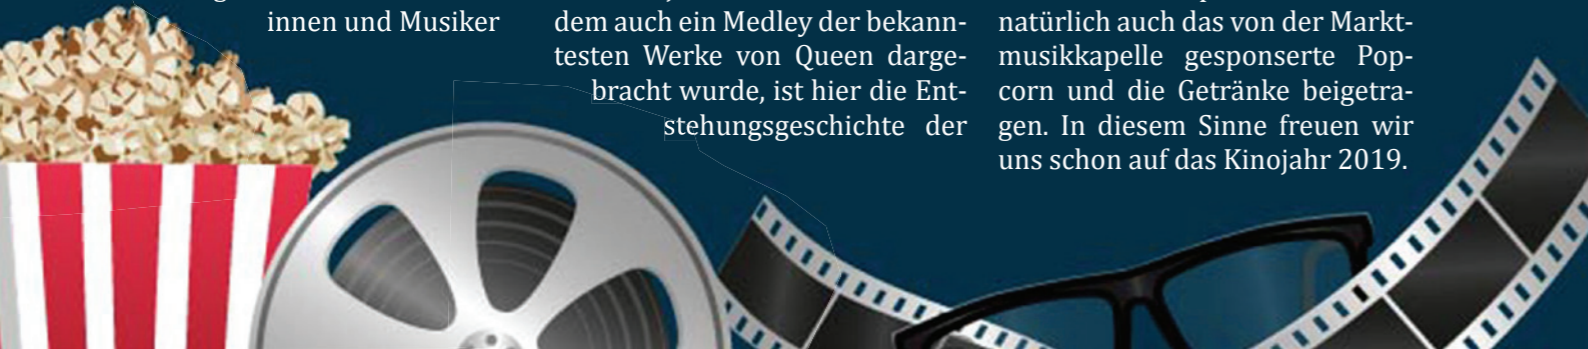 innen und Musiker
dem auch ein Medley der bekann-
testen Werke von Queen darge-
bracht wurde, ist hier die Ent-
stehungsgeschichte der
natürlich auch das von der Markt-
musikkapelle gesponserte Pop-
corn und die Getränke beigetra-
gen. In diesem Sinne freuen wir
uns schon auf das Kinojahr 2019.